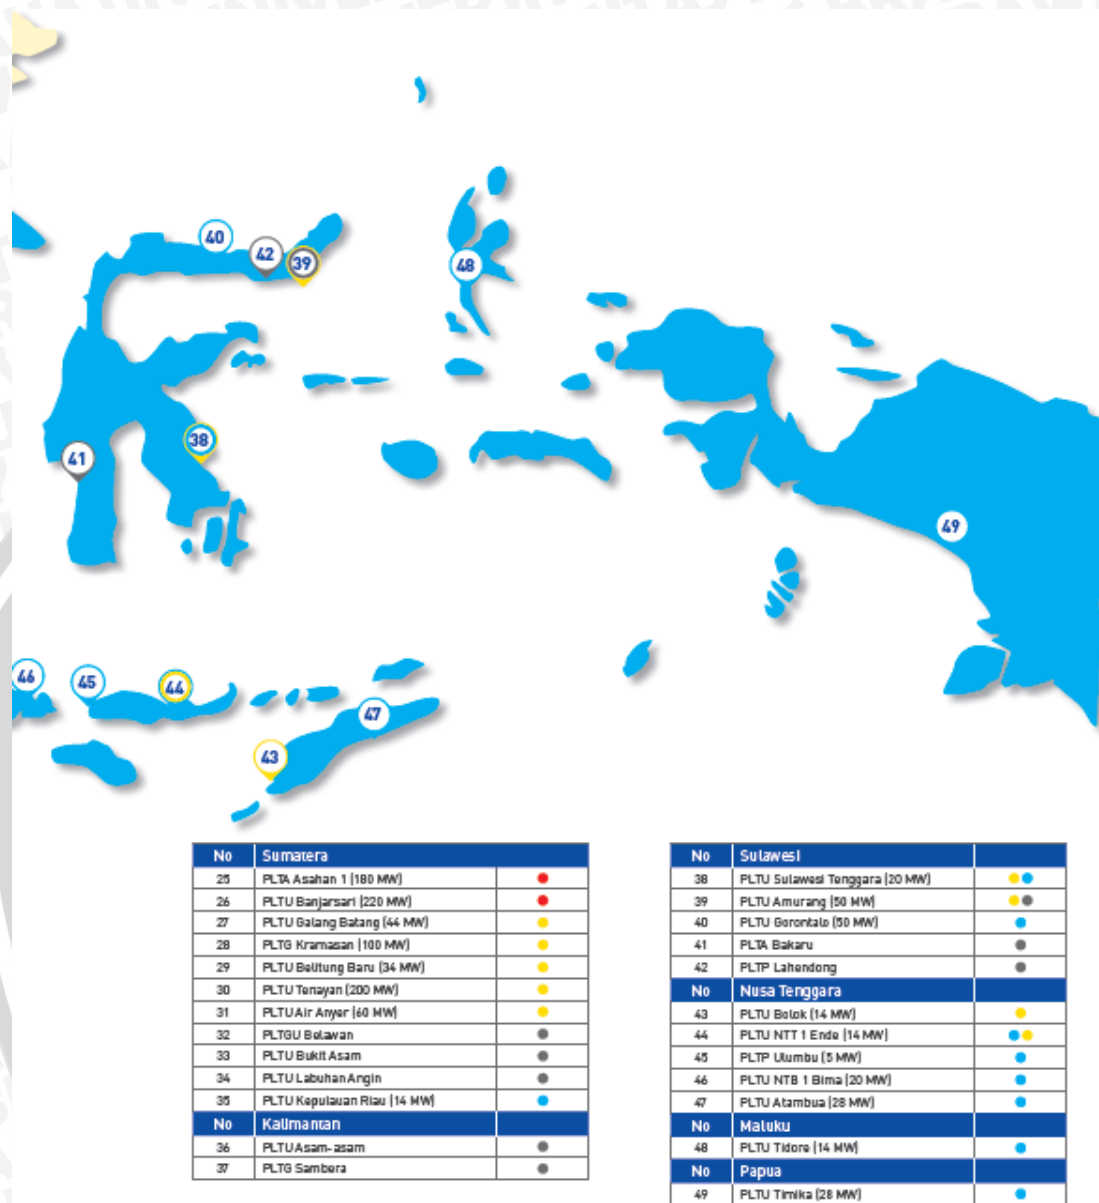 40
42
39
48
38
41
49
46
45
44
47
43
No Sumatera
25 PLTA Asahan 1 (180 MW)
26 PLTU Banjarsari (220 MW)
27 PLTU Galang Batang (44 MW)
28 PLTG Kramasan (100 MW)
29 PLTU Belitung Baru (34 MW)
30 PLTU Tenayan (200 MW)
31 PLTU Air Anyer (60 MW)
32 PLTGU Belawan
33 PLTU Bukit Asam
34 PLTU Labuhan Angin
35 PLTU Kepulauan Riau (14 MW)
No Kalimantan
36 PLTU Asam-asam
37 PLTG Sambera
No Sulawesi
38 PLTU Sulawesi Tenggara (20 MW)
39 PLTU Amurang (50 MW)
40 PLTU Gorontalo (50 MW)
41 PLTA Bakaru
42 PLTP Lahendong
No Nusa Tenggara
43 PLTU Bolok (14 MW)
44 PLTU NTT 1 Ende (14 MW)
45 PLTP Ulumbu (5 MW)
46 PLTU NTB 1 Bima (20 MW)
47 PLTU Atambua (28 MW)
No Maluku
48 PLTU Tidore (14 MW)
No Papua
49 PLTU Timika (28 MW)